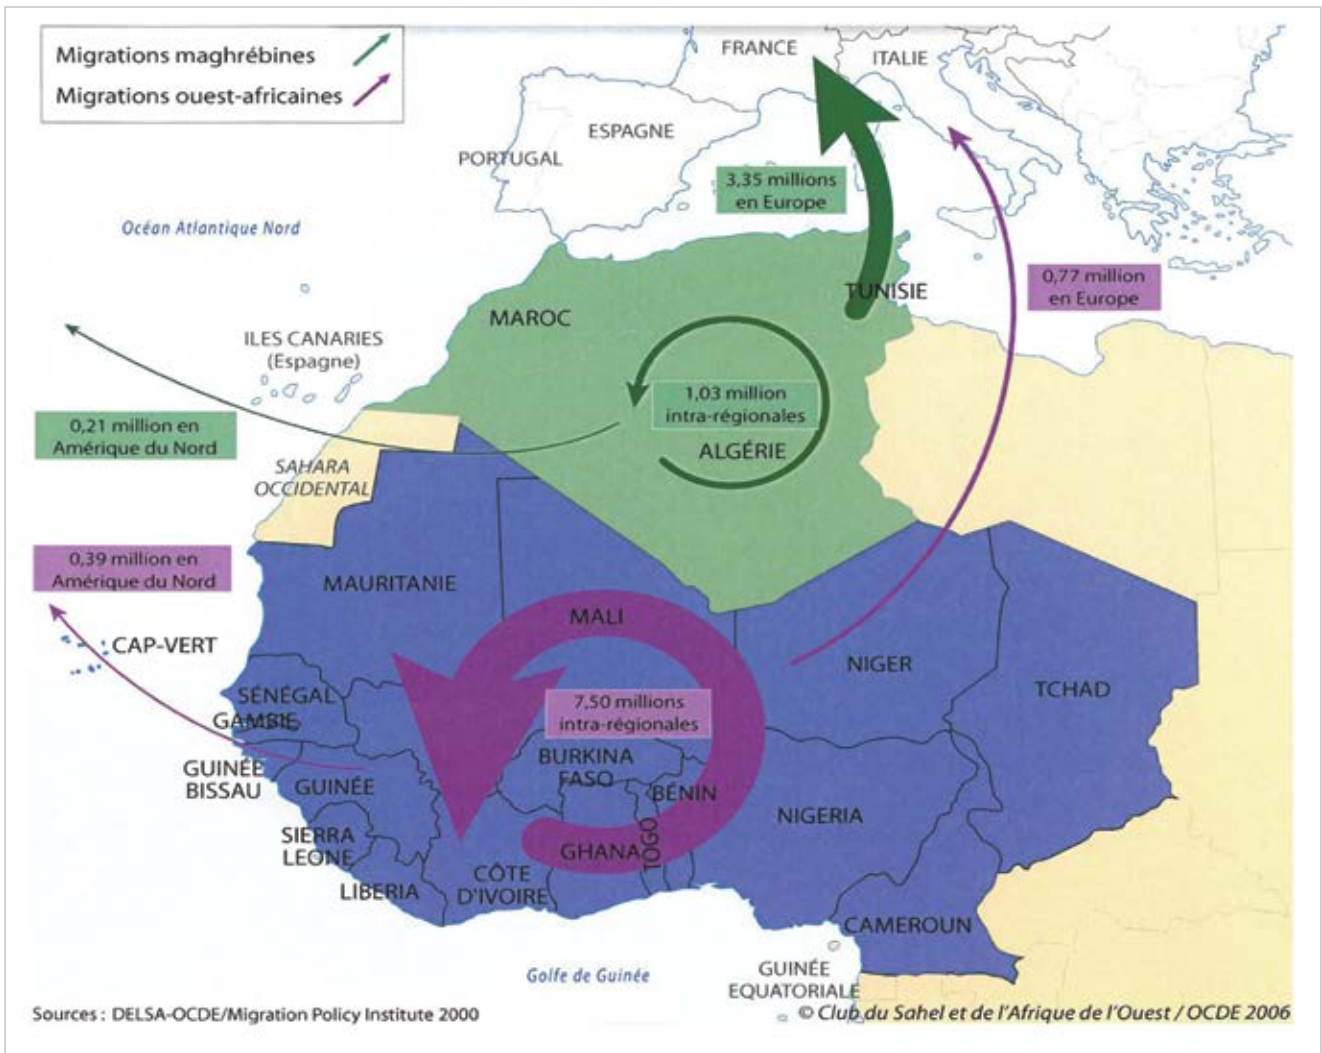 Migrations maghrébines
Migrations ouest-africaines
FRANCE
ITALIE
ESPAGNE
PORTUGAL
3,35 millions
en Europe
Océan Atlantique Nord
0,77 million
en Europe
TUNISIE
MAROC
ILES CANARIES
(Espagne)
1,03 million
intra-régionales
0,21 million en
Amérique du Nord
ALGÉRIE
SAHARA
OCCIDENTAL
0,39 million en
Amérique du Nord
MAURITANIE
MALI
CAP-VERT
NIGER
TCHAD
SÉNÉGAL
7,50 millions
intra-régionales
GAMBIE
GUINÉE
BISSAU
BURKINA
FASO
GUINÉE
BÉNIN
NIGERIA
SIERRA
LEONE
GHANA
TOGO
CÔTE
D'IVOIRE
LIBERIA
CAMEROUN
Golfe de Guinée
GUINÉE
EQUATORIALE
Sources : DELSA-OCDE/Migration Policy Institute 2000
© Club du Sahel et de l'Afrique de l'Ouest / OCDE 2006